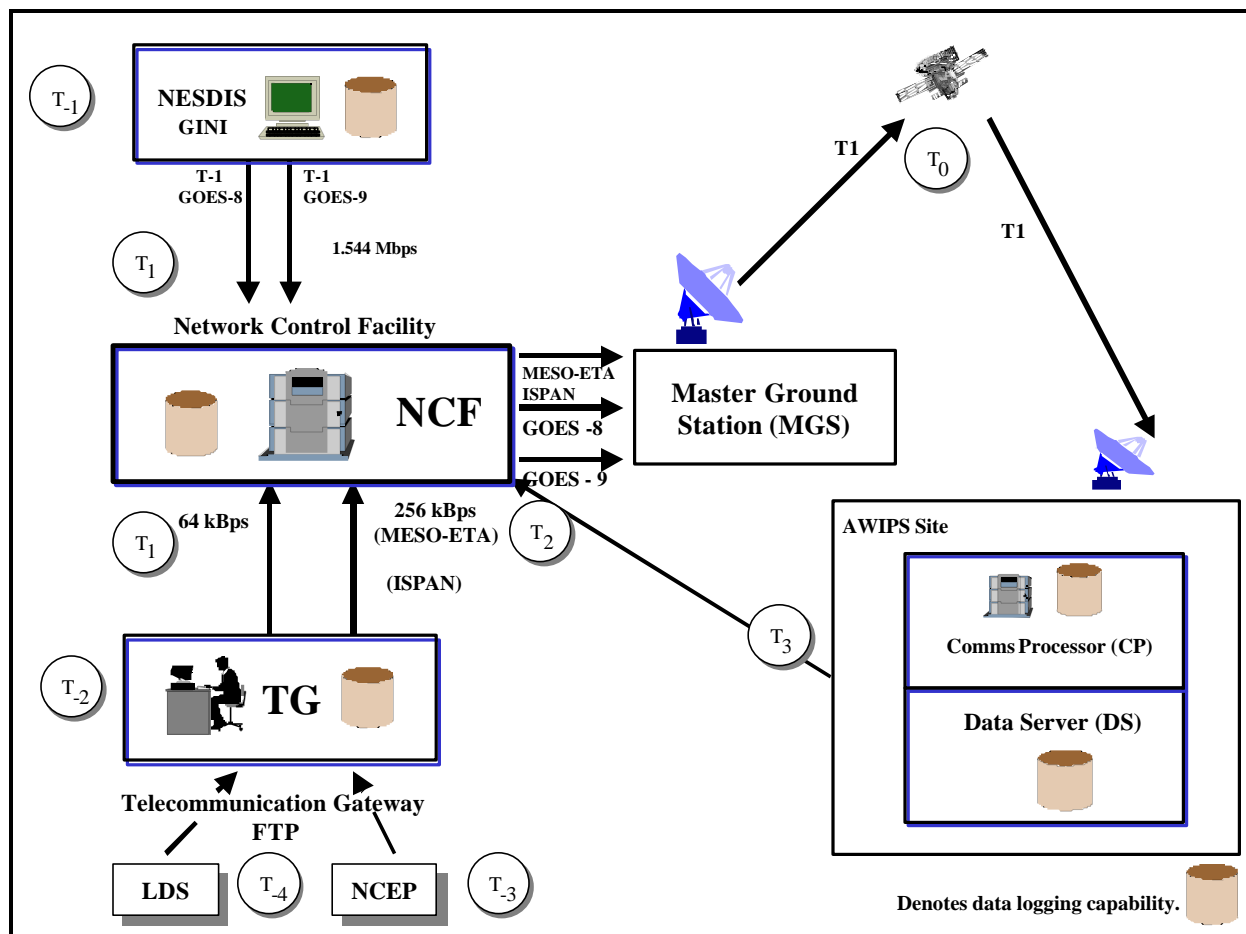 T-1
NESDIS
GINI
T-1
GOES-8
T-1
GOES-9
T1
1.544 Mbps
T1
T0
T1
Network Control Facility
NCF
MESO-ETA
ISPAN
GOES -8
GOES - 9
Master Ground
Station (MGS)
T1
64 kBps
256 kBps
(MESO-ETA)
(ISPAN)
T2
T3
AWIPS Site
Comms Processor (CP)
Data Server (DS)
T-2
TG
Telecommunication Gateway
FTP
LDS
T-4
NCEP
T-3
Denotes data logging capability.